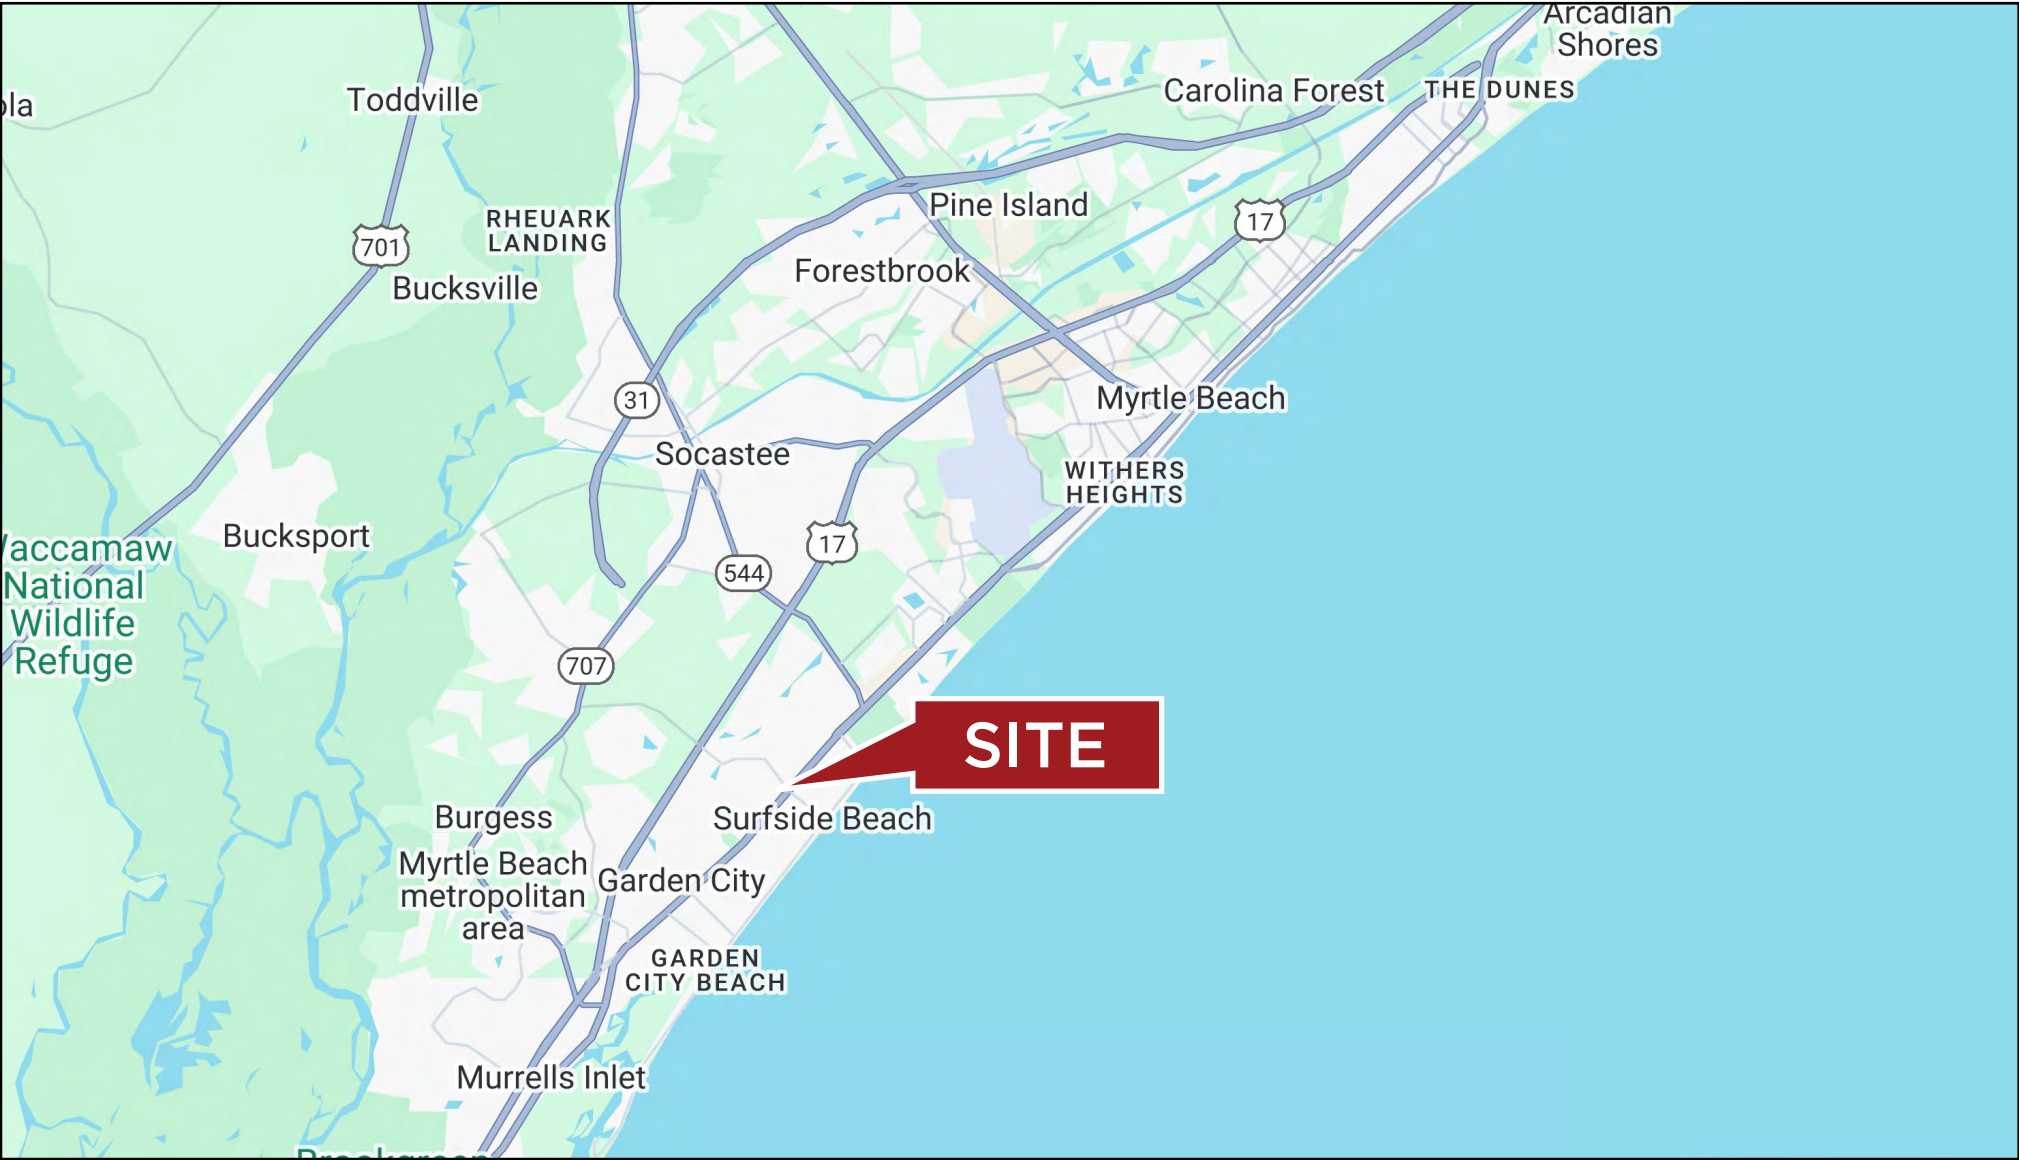 Arcadian
Shores
Carolina Forest
THE DUNES
Toddville
Pine Island
RHEUARK
LANDING
17
701
Forestbrook
Bucksville
Myrtle Beach
31
Socastee
WITHERS
HEIGHTS
Bucksport
17
544
National
Wildlife
Refuge
707
SITE
Burgess
Surfside Beach
Myrtle Beach
metropolitan
area
Garden City
GARDEN
CITY BEACH
Murrells Inlet